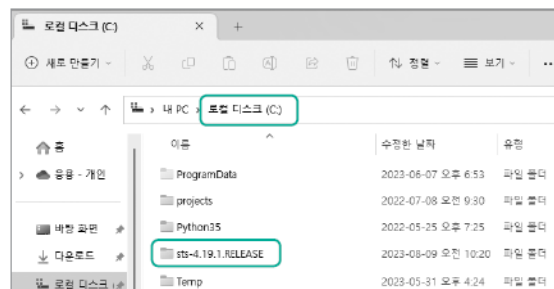 로컬 디스크 (C:)
새로 만들기
정렬
보기
내 PC > 로컬 디스크 (C:)
이름 수정한 날짜 유형
홈
응용 - 개인
ProgramData 2023-06-07 오후 6:53 파일 폴더
projects 2022-07-08 오전 9:30 파일 폴더
바탕 화면
Python35 2022-05-25 오후 7:25 파일 폴더
다운로드
sts-4.19.1.RELEASE 2023-08-09 오전 10:20 파일 폴더
로컬 디스크
Temp 2023-05-31 오후 4:24 파일 폴더